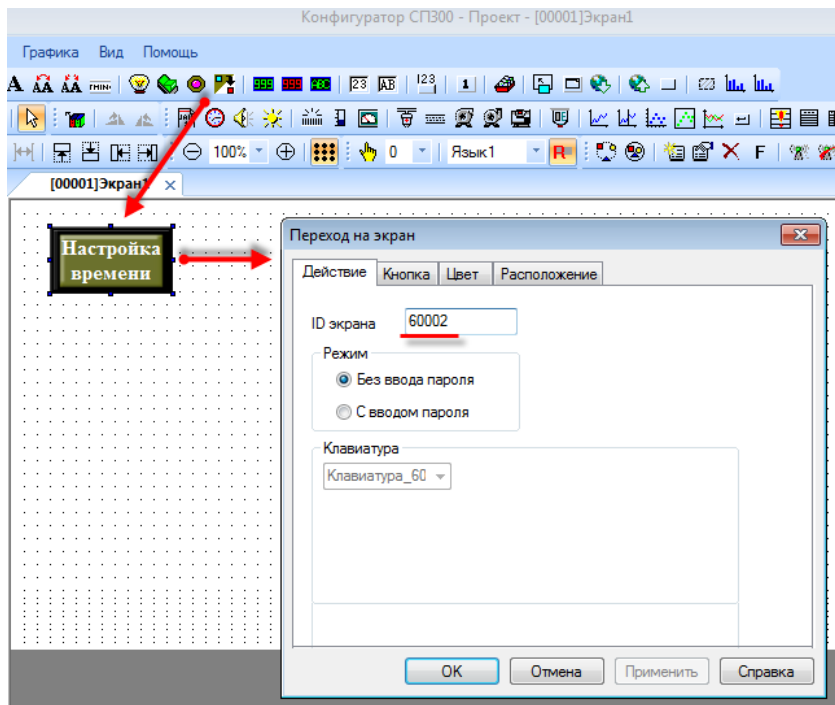 Конфигуратор СП300 - Проект - [00001]Экран1
Графика Вид Помощь
100% 0 Язык1 R F
[00001]Экран1
Настройка
времени
Переход на экран
Действие Кнопка Цвет Расположение
ID экрана 60002
Режим
Без ввода пароля
С вводом пароля
Клавиатура
Клавиатура_60
OK Отмена Применить Справка